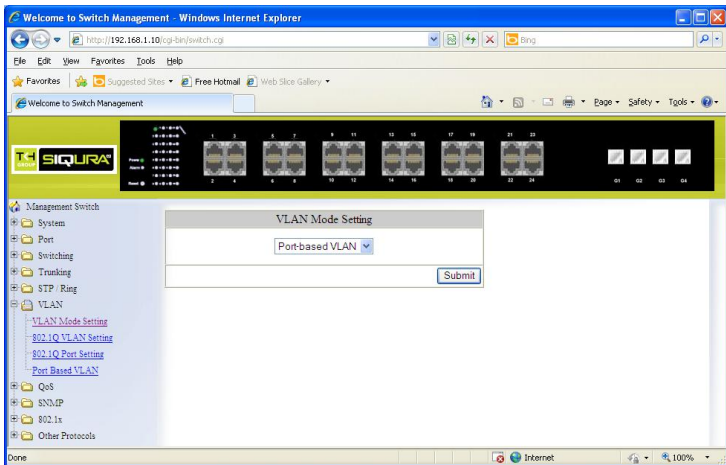 Welcome to Switch Management - Windows Internet Explorer
http://192.168.1.10/cgi-bin/switch.cgi
Bing
File Edit View Favorites Tools Help
Favorites Suggested Sites Free Hotmail Web Slice Gallery
Welcome to Switch Management
Page Safety Tools
1 3 5 7 9 11 13 15 17 19 21 23
TKH GROUP SIQURA
Power
Alarm
Reset
2 4 6 8 10 12 14 16 18 20 22 24 G1 G2 G3 G4
Management Switch
System
Port
Switching
Trunking
STP / Ring
VLAN
VLAN Mode Setting
802.1Q VLAN Setting
802.1Q Port Setting
Port Based VLAN
QoS
SNMP
802.1x
Other Protocols
VLAN Mode Setting
Port-based VLAN
Submit
Done
Internet
100%